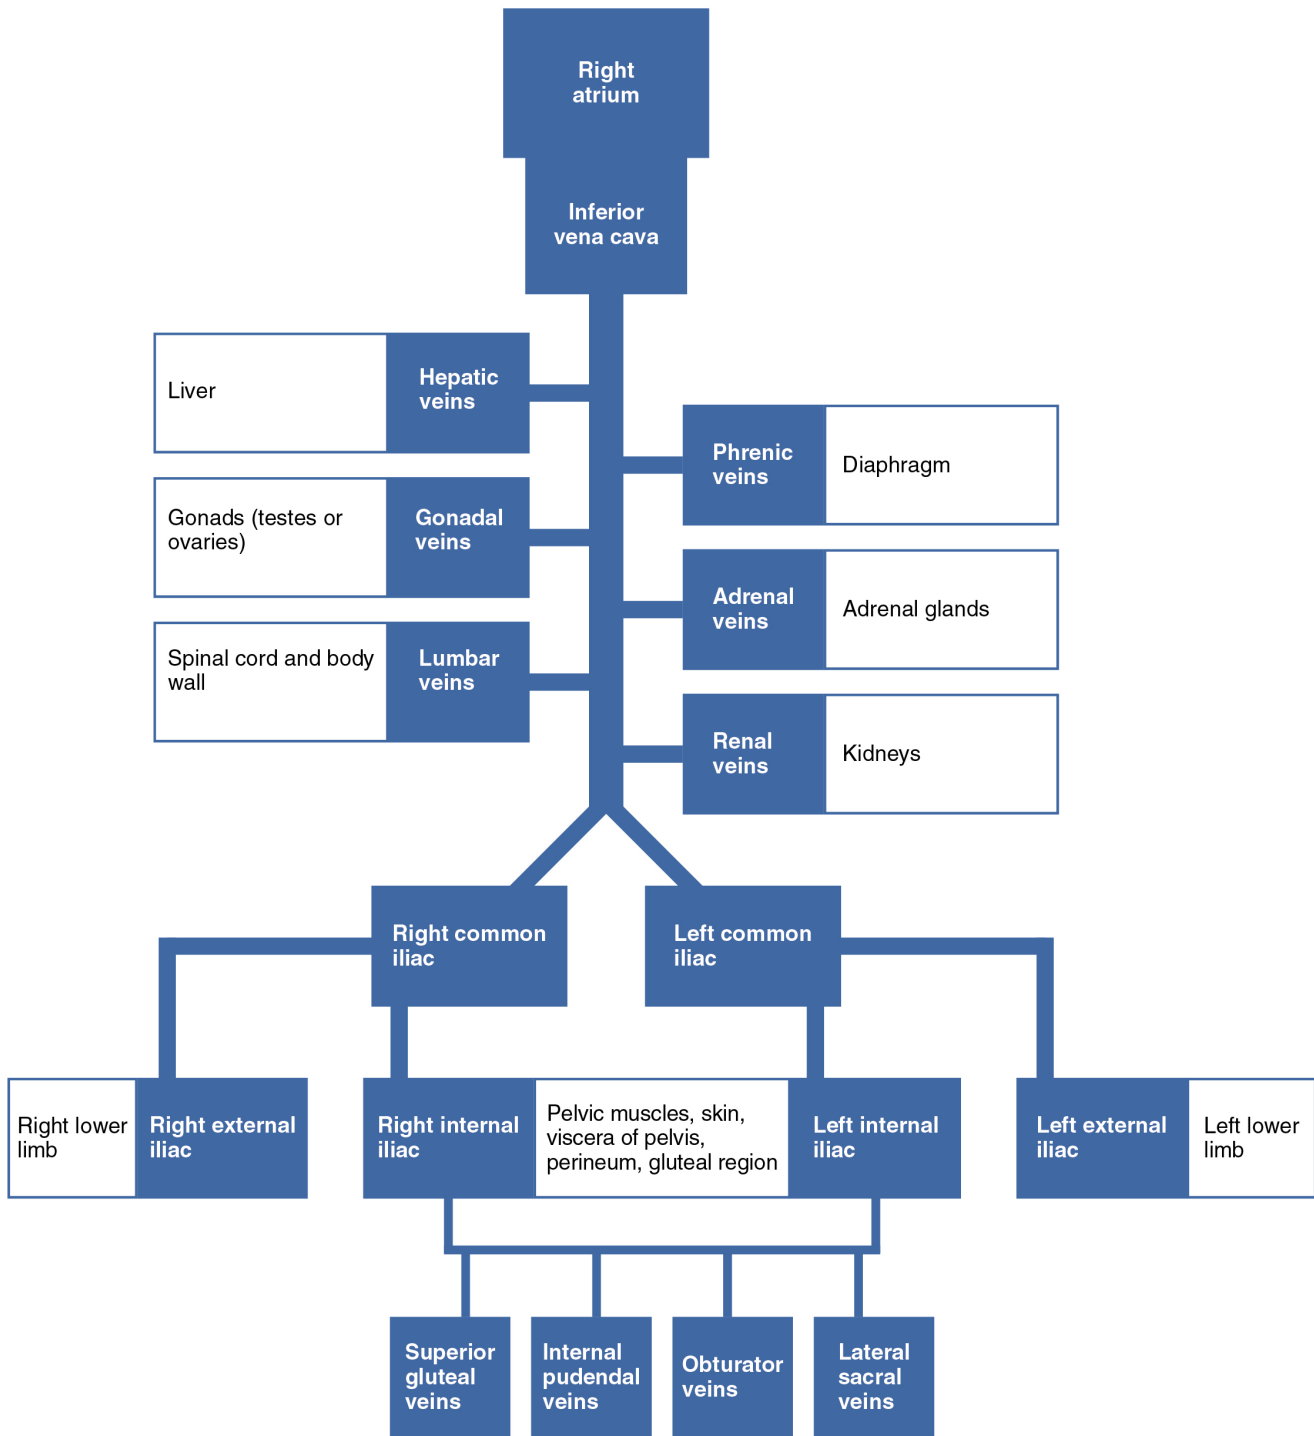 Right
atrium
Inferior
vena cava
Liver
Hepatic
veins
Phrenic
veins
Diaphragm
Gonads (testes or
ovaries)
Gonadal
veins
Adrenal
veins
Adrenal glands
Spinal cord and body
wall
Lumbar
veins
Renal
veins
Kidneys
Right common
iliac
Left common
iliac
Right lower
limb
Right external
iliac
Right internal
iliac
Pelvic muscles, skin,
viscera of pelvis,
perineum, gluteal region
Left internal
iliac
Left external
iliac
Left lower
limb
Superior
gluteal
veins
Internal
pudendal
veins
Obturator
veins
Lateral
sacral
veins